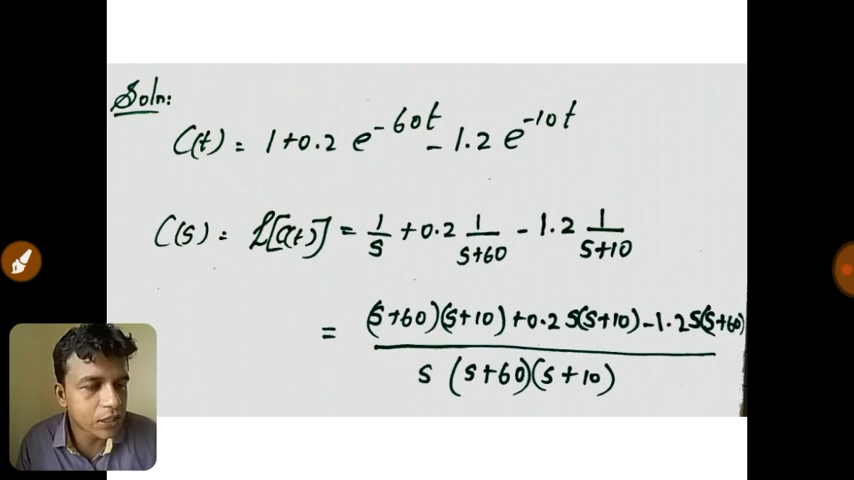 Soln:
C(t) = 1+0.2 e^{-60t} - 1.2 e^{-10t}
C(s) = L[c(t)] = 1/s + 0.2 1/(s+60) - 1.2 1/(s+10)
= ((s+60)(s+10)+0.2 s(s+10)-1.2s(s+60))/(s (s+60)(s+10))